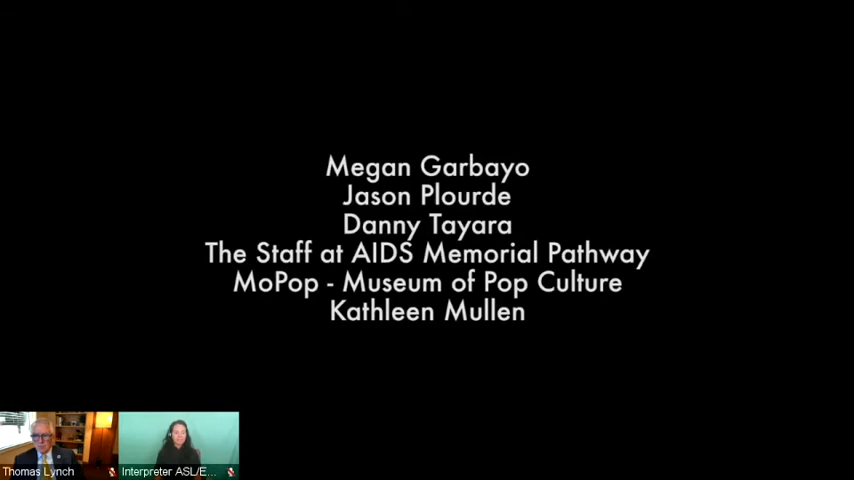 Megan Garbayo
Jason Plourde
Danny Tayara
The Staff at AIDS Memorial Pathway
MoPop - Museum of Pop Culture
Kathleen Mullen
Thomas Lynch
Interpreter ASL/E...